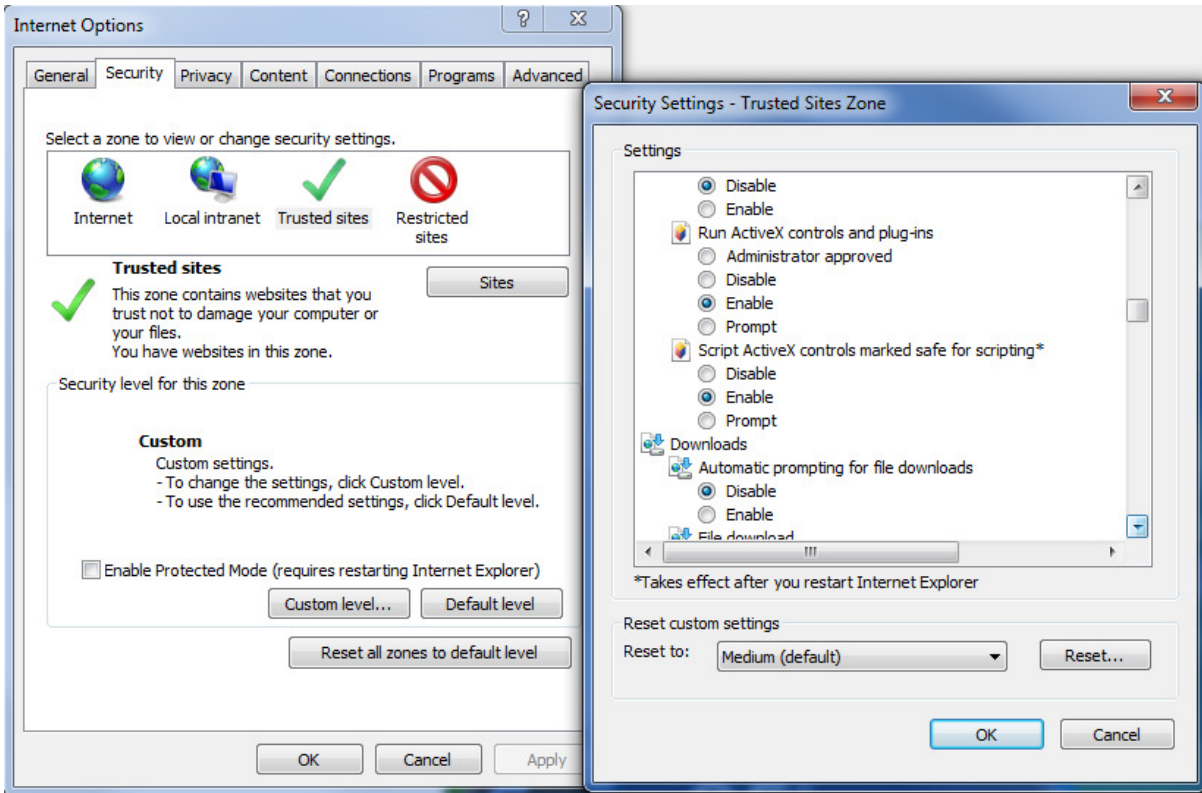 Internet Options
General Security Privacy Content Connections Programs Advanced
Select a zone to view or change security settings.
Internet
Local intranet
Trusted sites
Restricted
sites
Trusted sites
Sites
This zone contains websites that you
trust not to damage your computer or
your files.
You have websites in this zone.
Security level for this zone
Custom
Custom settings.
- To change the settings, click Custom level.
- To use the recommended settings, click Default level.
Enable Protected Mode (requires restarting Internet Explorer)
Custom level... Default level
Reset all zones to default level
OK Cancel Apply
Security Settings - Trusted Sites Zone
Settings
Disable
Enable
Run ActiveX controls and plug-ins
Administrator approved
Disable
Enable
Prompt
Script ActiveX controls marked safe for scripting*
Disable
Enable
Prompt
Downloads
Automatic prompting for file downloads
Disable
Enable
File download
*Takes effect after you restart Internet Explorer
Reset custom settings
Reset to: Medium (default) Reset...
OK Cancel